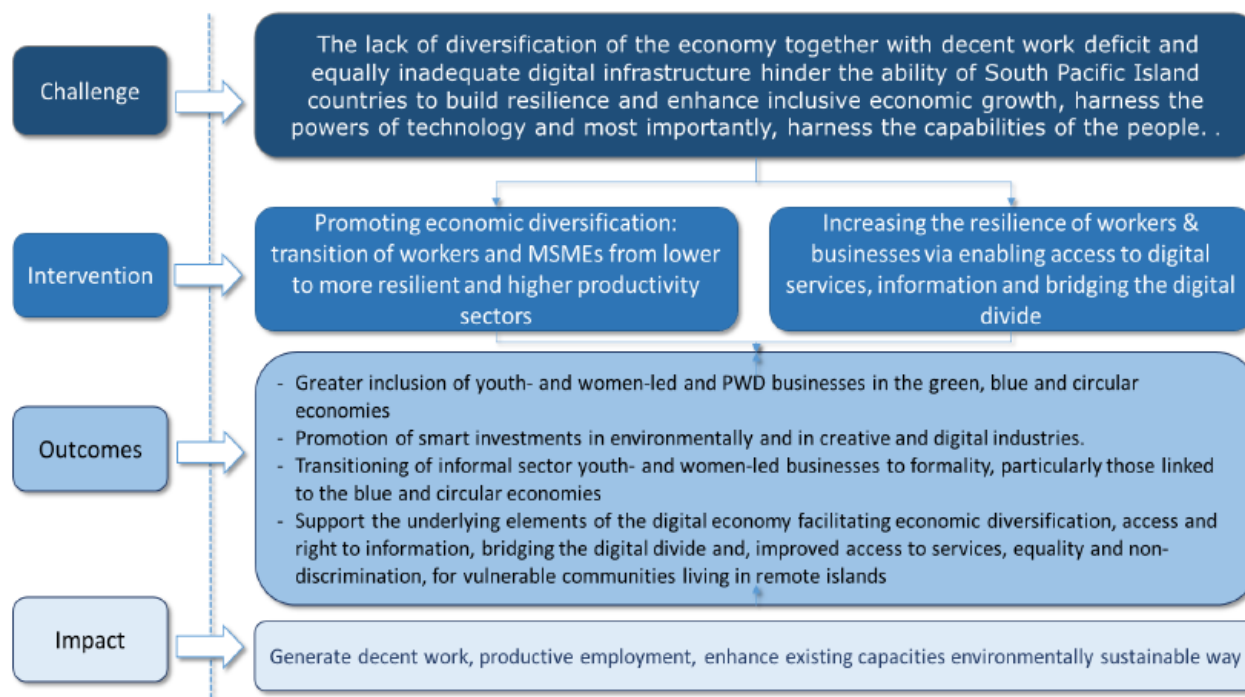 Challenge
The lack of diversification of the economy together with decent work deficit and
equally inadequate digital infrastructure hinder the ability of South Pacific Island
countries to build resilience and enhance inclusive economic growth, harness the
powers of technology and most importantly, harness the capabilities of the people. .
Intervention
Promoting economic diversification:
transition of workers and MSMEs from lower
to more resilient and higher productivity
sectors
Increasing the resilience of workers &
businesses via enabling access to digital
services, information and bridging the digital
divide
Outcomes
- Greater inclusion of youth- and women-led and PWD businesses in the green, blue and circular
economies
- Promotion of smart investments in environmentally and in creative and digital industries.
- Transitioning of informal sector youth- and women-led businesses to formality, particularly those linked
to the blue and circular economies
- Support the underlying elements of the digital economy facilitating economic diversification, access and
right to information, bridging the digital divide and, improved access to services, equality and non-
discrimination, for vulnerable communities living in remote islands
Impact
Generate decent work, productive employment, enhance existing capacities environmentally sustainable way